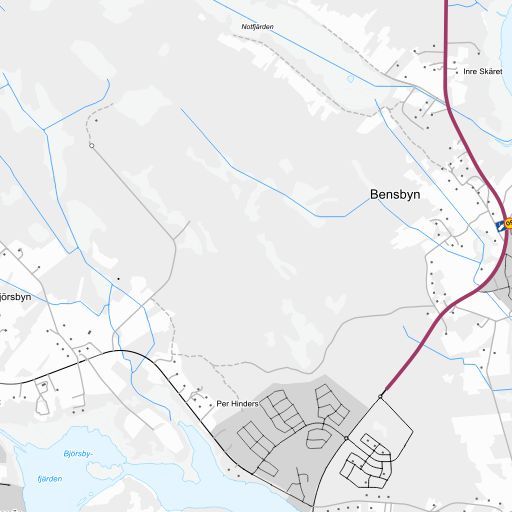 Notfjärden
Inre Skäret
Bensbyn
jörsbyn
Per Hinders
Björsby-
fjärden